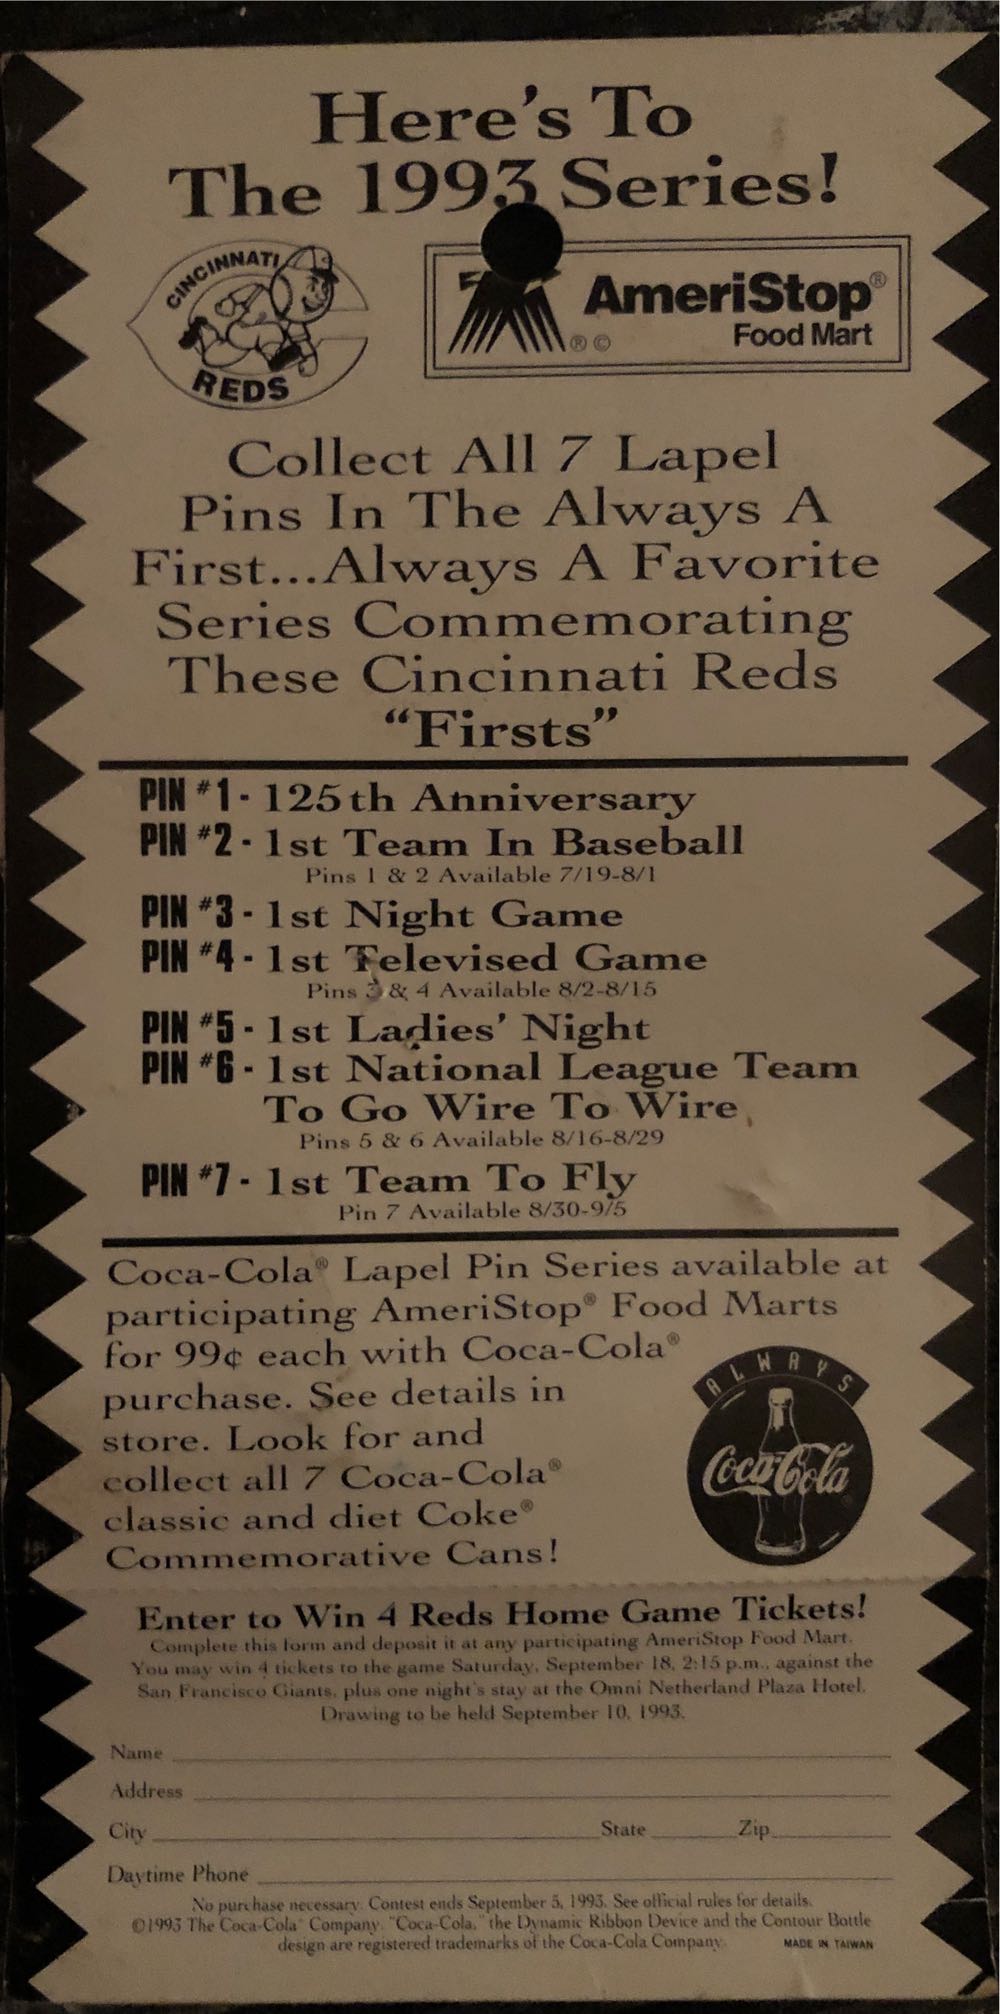 Here's To
The 1993 Series!
CINCINNATI
REDS
AmeriStop®
Food Mart
®©
Collect All 7 Lapel
Pins In The Always A
First...Always A Favorite
Series Commemorating
These Cincinnati Reds
"Firsts"
PIN #1 - 125th Anniversary
PIN #2 - 1st Team In Baseball
Pins 1 & 2 Available 7/19-8/1
PIN #3 - 1st Night Game
PIN #4 - 1st Televised Game
Pins 3 & 4 Available 8/2-8/15
PIN #5 - 1st Ladies' Night
PIN #6 - 1st National League Team
To Go Wire To Wire
Pins 5 & 6 Available 8/16-8/29
PIN #7 - 1st Team To Fly
Pin 7 Available 8/30-9/5
Coca-Cola® Lapel Pin Series available at
participating AmeriStop® Food Marts
for 99¢ each with Coca-Cola®
purchase. See details in
store. Look for and
collect all 7 Coca-Cola®
classic and diet Coke®
Commemorative Cans!
ALWAYS
Coca-Cola
Enter to Win 4 Reds Home Game Tickets!
Complete this form and deposit it at any participating AmeriStop Food Mart.
You may win 4 tickets to the game Saturday, September 18, 2:15 p.m., against the
San Francisco Giants, plus one night's stay at the Omni Netherland Plaza Hotel.
Drawing to be held September 10, 1993.
Name
Address
City State Zip
Daytime Phone
No purchase necessary. Contest ends September 5, 1993. See official rules for details.
©1993 The Coca-Cola® Company. "Coca-Cola," the Dynamic Ribbon Device and the Contour Bottle
design are registered trademarks of the Coca-Cola Company. MADE IN TAIWAN